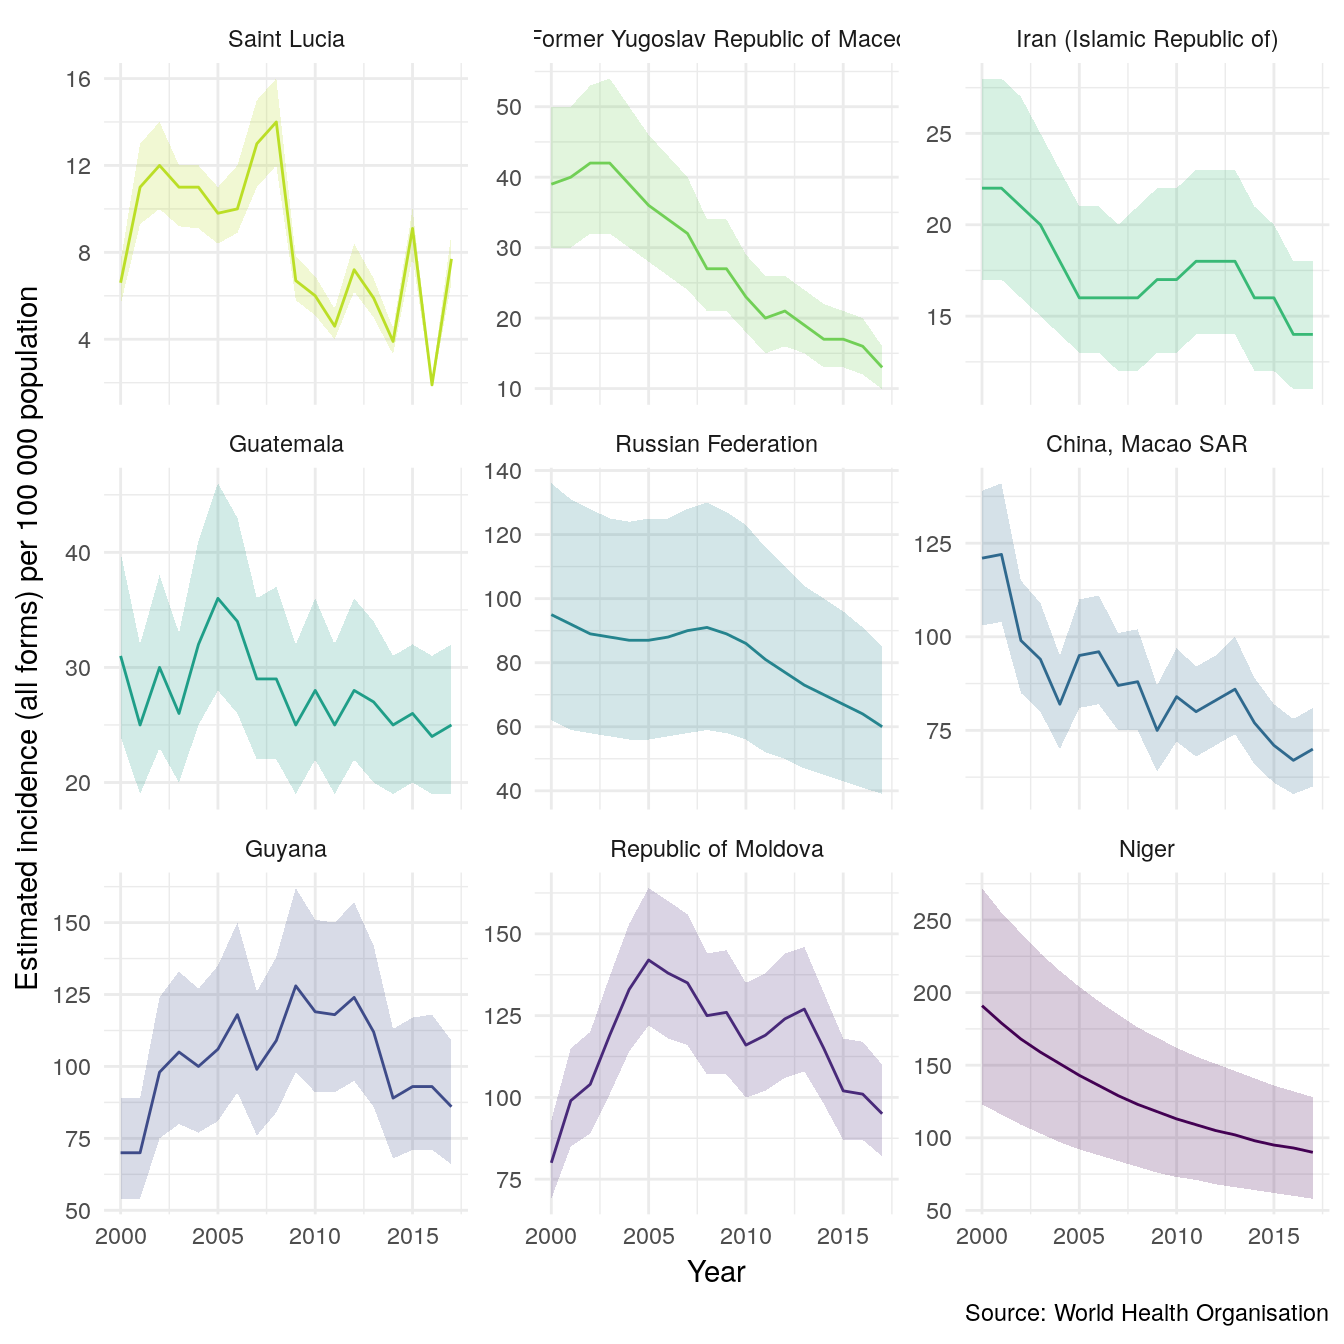 Saint Lucia
Former Yugoslav Republic of
Iran (Islamic Republic of)
16
12
8
4
50
40
30
20
10
25
20
15
Guatemala
Russian Federation
China, Macao SAR
40
30
20
140
120
100
80
60
40
125
100
75
Guyana
Republic of Moldova
Niger
150
125
100
75
50
150
125
100
75
250
200
150
100
50
2000 2005 2010 2015
2000 2005 2010 2015
2000 2005 2010 2015
Estimated incidence (all forms) per 100 000 population
Year
Source: World Health Organisation